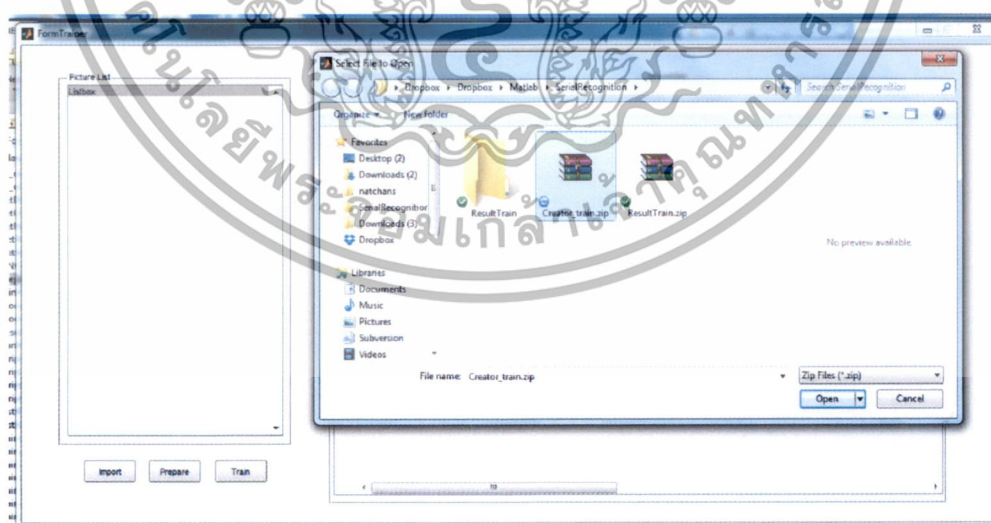 FormTrainer
Picture List
Listbox
Import
Prepare
Train
Select File to Open
Dropbox ▸ Dropbox ▸ Matlab ▸ SerialRecognition ▸
Search SerialRecognition
Organize
New folder
Favorites
Desktop (2)
Downloads (2)
natchans
SerialRecognition
Downloads (3)
Dropbox
Libraries
Documents
Music
Pictures
Subversion
Videos
ResultTrain
Creator_train.zip
ResultTrain.zip
No preview available.
File name: Creator_train.zip
Zip Files (*.zip)
Open
Cancel